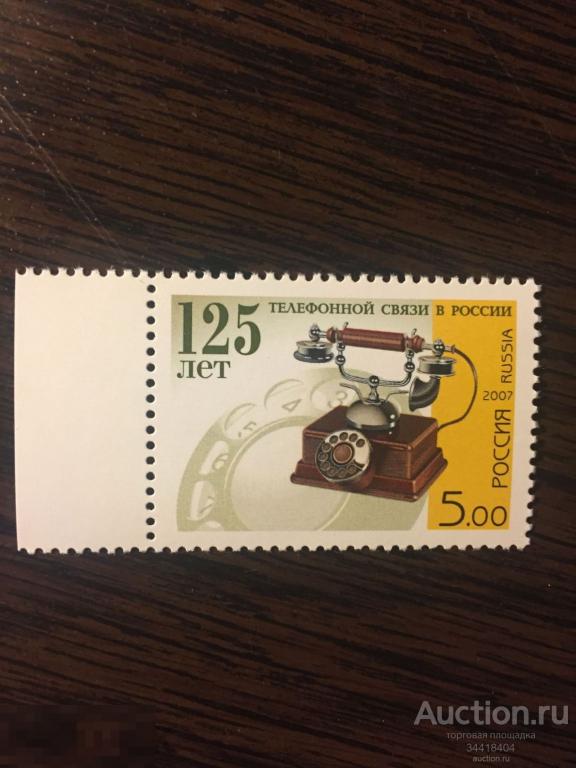 125 ТЕЛЕФОННОЙ СВЯЗИ В РОССИИ
ЛЕТ
2007
РОССИЯ RUSSIA
5.00
Auction.ru
торговая площадка
34418404
auction.ru